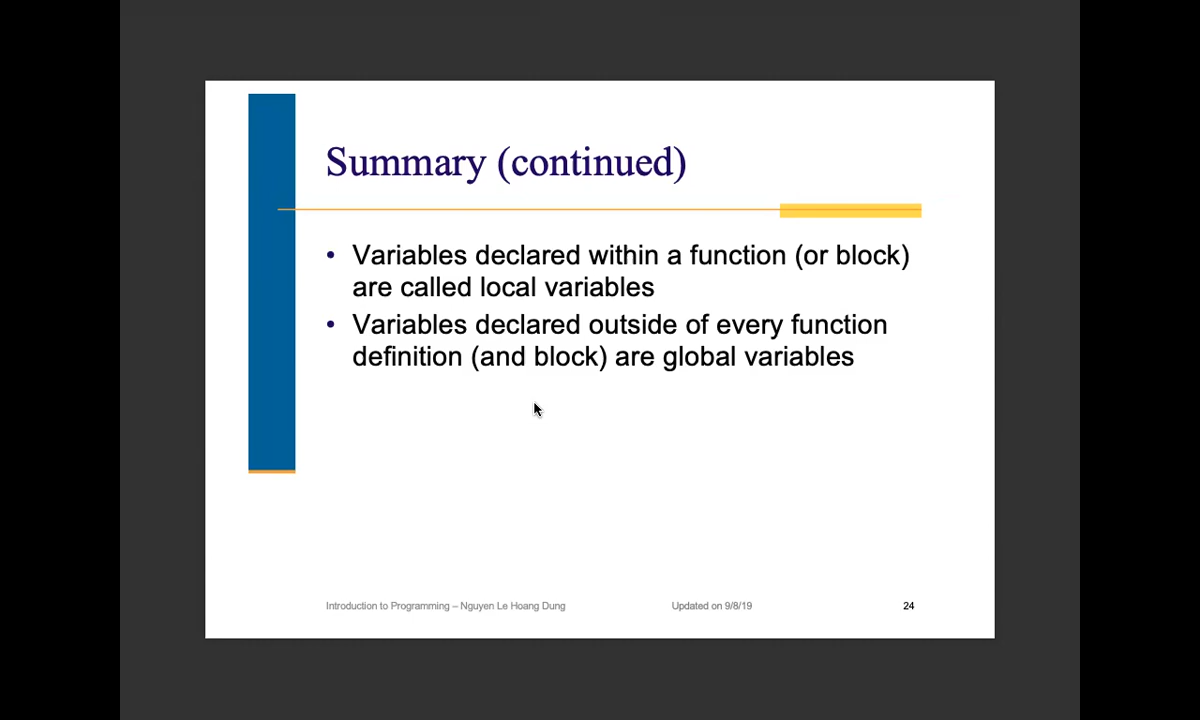 Summary (continued)
• Variables declared within a function (or block)
are called local variables
• Variables declared outside of every function
definition (and block) are global variables
Introduction to Programming – Nguyen Le Hoang Dung
Updated on 9/8/19
24